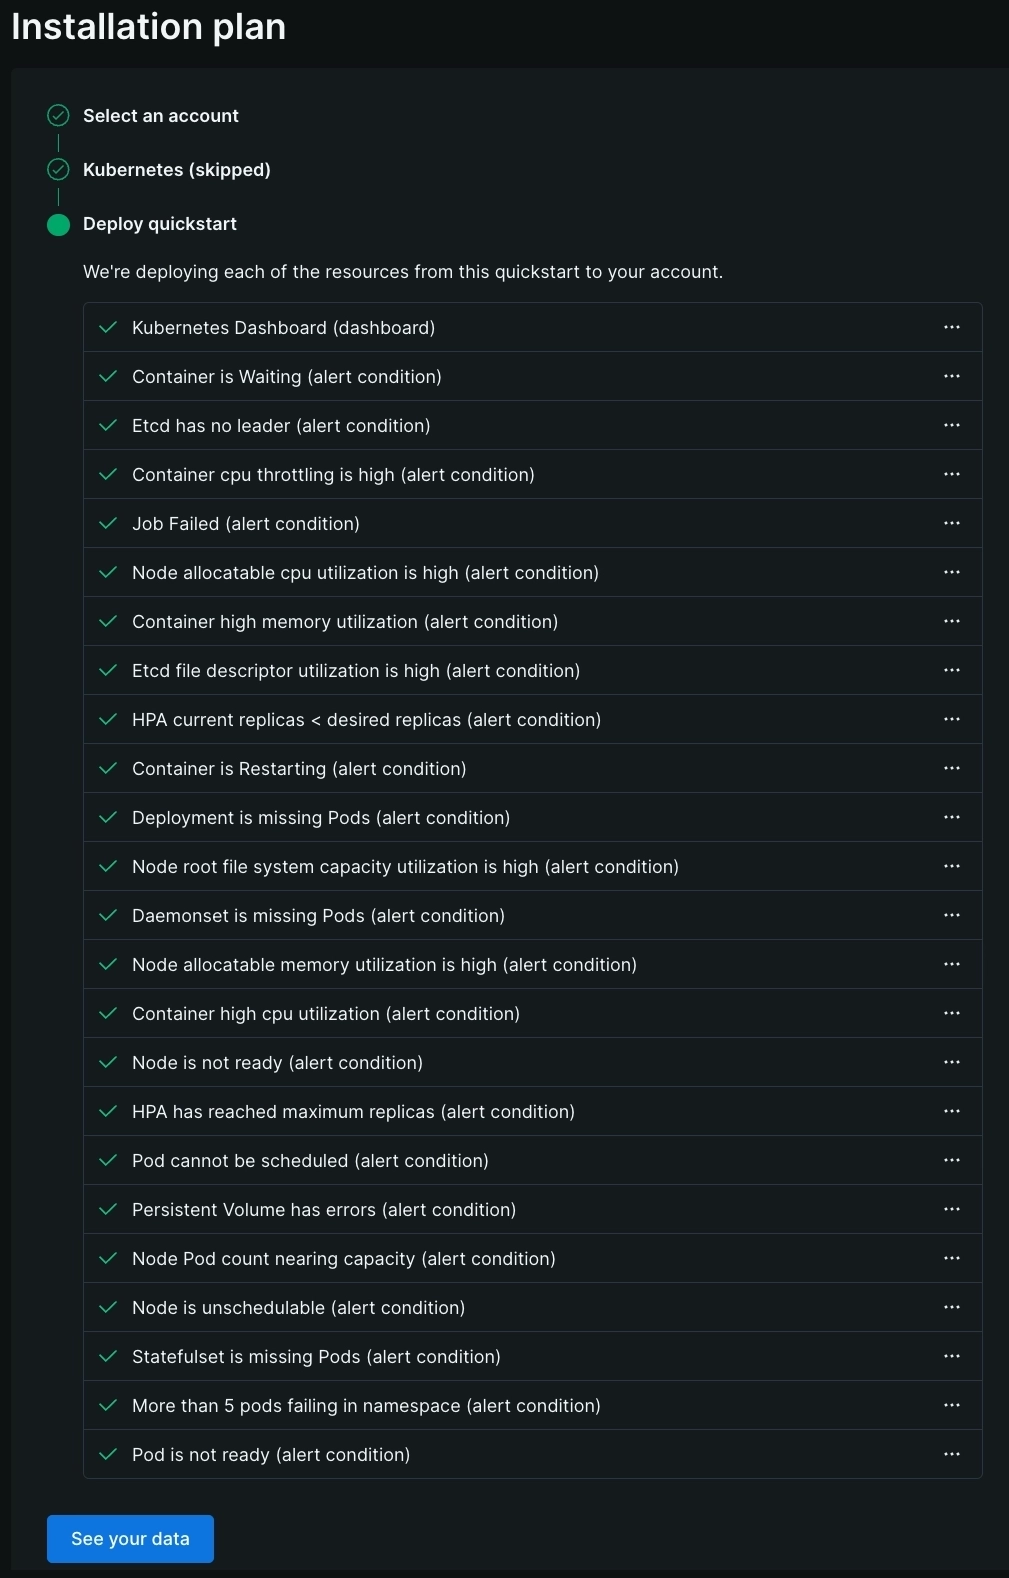 Installation plan
Select an account
Kubernetes (skipped)
Deploy quickstart
We're deploying each of the resources from this quickstart to your account.
Kubernetes Dashboard (dashboard)
Container is Waiting (alert condition)
Etcd has no leader (alert condition)
Container cpu throttling is high (alert condition)
Job Failed (alert condition)
Node allocatable cpu utilization is high (alert condition)
Container high memory utilization (alert condition)
Etcd file descriptor utilization is high (alert condition)
HPA current replicas < desired replicas (alert condition)
Container is Restarting (alert condition)
Deployment is missing Pods (alert condition)
Node root file system capacity utilization is high (alert condition)
Daemonset is missing Pods (alert condition)
Node allocatable memory utilization is high (alert condition)
Container high cpu utilization (alert condition)
Node is not ready (alert condition)
HPA has reached maximum replicas (alert condition)
Pod cannot be scheduled (alert condition)
Persistent Volume has errors (alert condition)
Node Pod count nearing capacity (alert condition)
Node is unschedulable (alert condition)
Statefulset is missing Pods (alert condition)
More than 5 pods failing in namespace (alert condition)
Pod is not ready (alert condition)
See your data